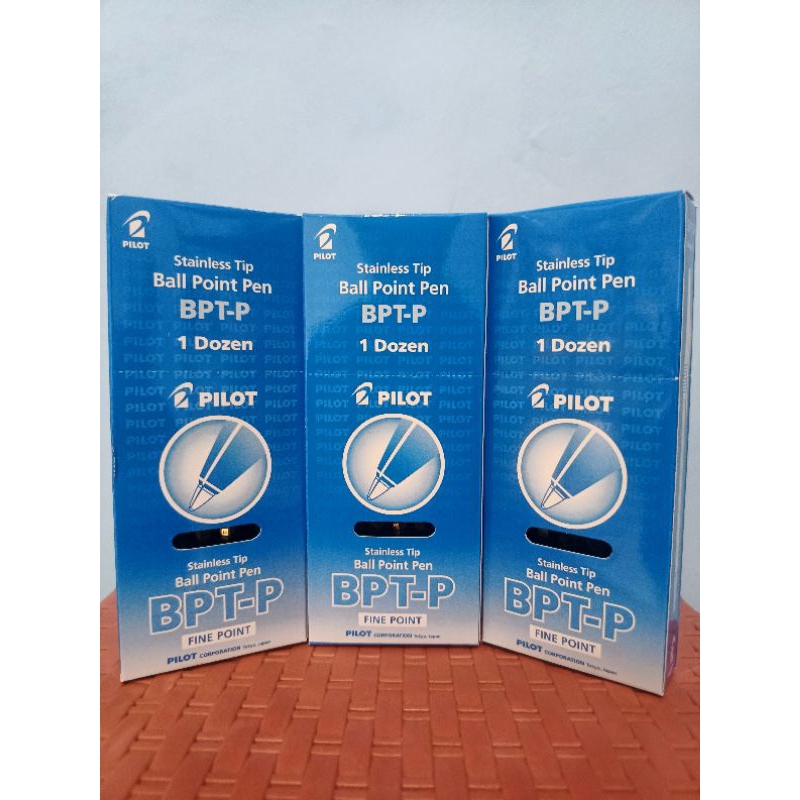 PILOT
Stainless Tip
Ball Point Pen
BPT-P
1 Dozen
PILOT
Stainless Tip
Ball Point Pen
BPT-P
FINE POINT
PILOT CORPORATION Tokyo, Japan
PILOT
Stainless Tip
Ball Point Pen
BPT-P
1 Dozen
PILOT
Stainless Tip
Ball Point Pen
BPT-P
FINE POINT
PILOT CORPORATION Tokyo, Japan
PILOT
Stainless Tip
Ball Point Pen
BPT-P
1 Dozen
PILOT
Stainless Tip
Ball Point Pen
BPT-P
FINE POINT
PILOT CORPORATION Tokyo, Japan